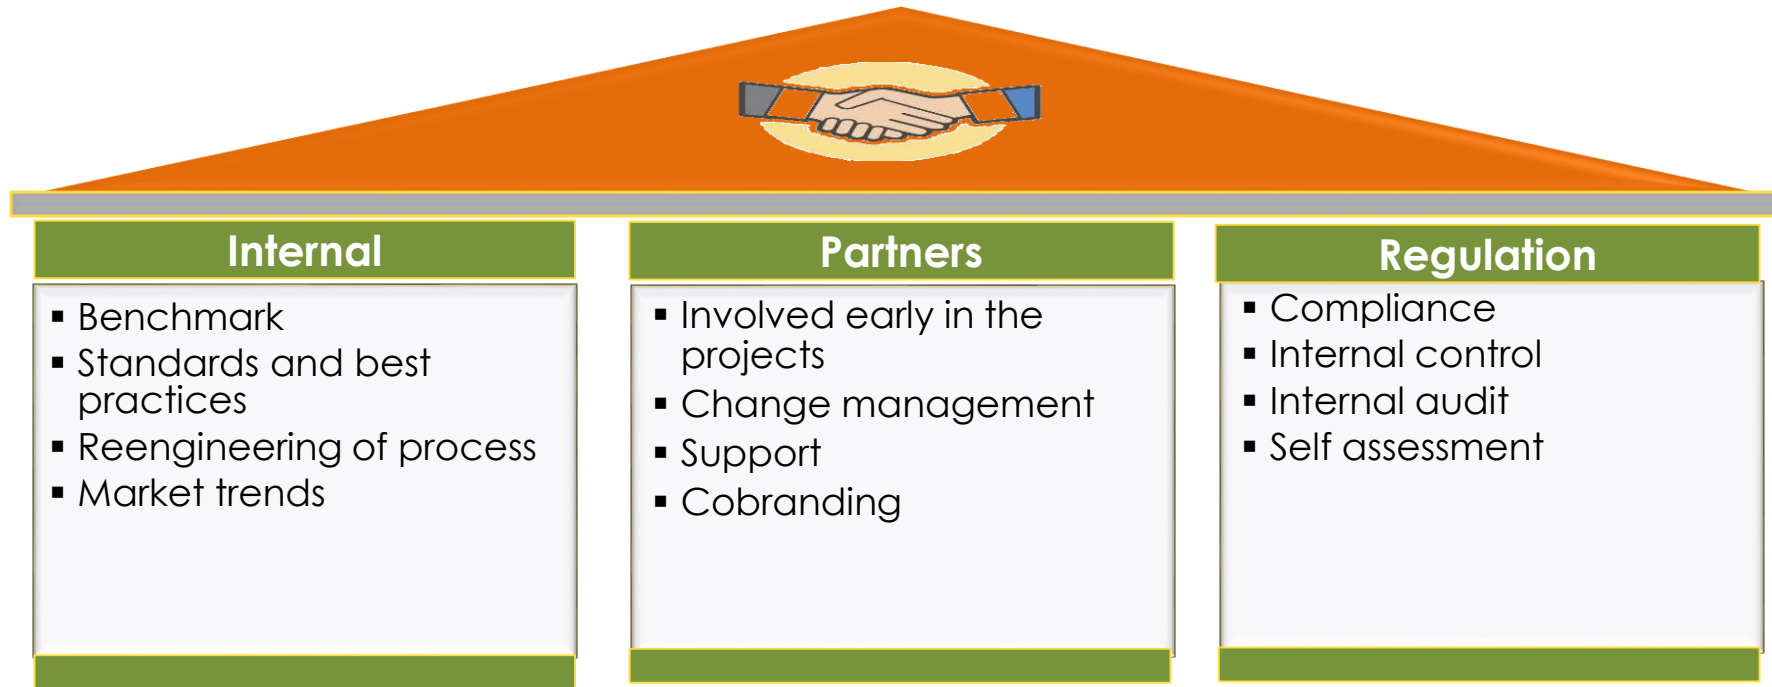 Internal
▪ Benchmark
▪ Standards and best
practices
▪ Reengineering of process
▪ Market trends
Partners
▪ Involved early in the
projects
▪ Change management
▪ Support
▪ Cobranding
Regulation
▪ Compliance
▪ Internal control
▪ Internal audit
▪ Self assessment